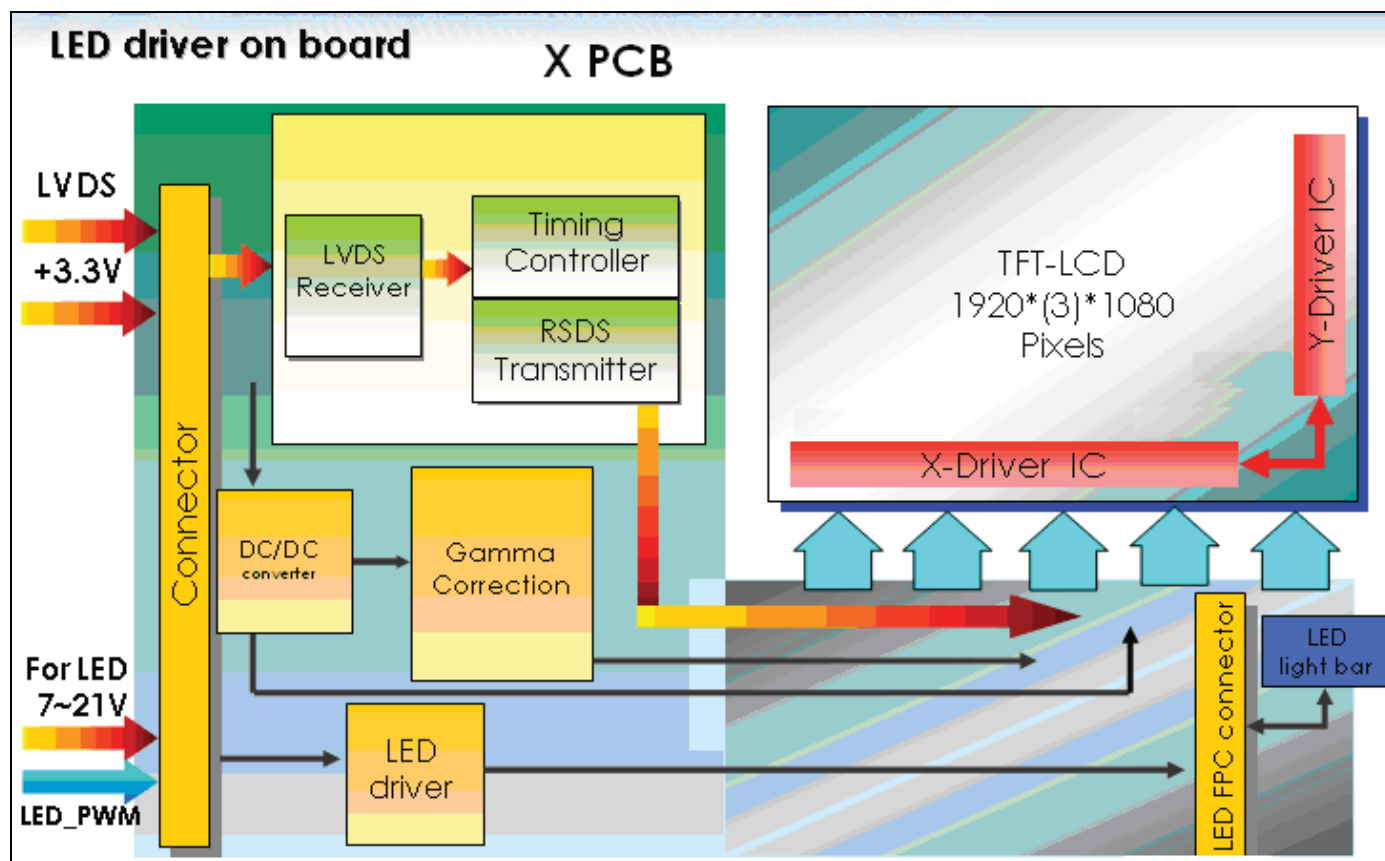 LED driver on board
X PCB
LVDS
+3.3V
Connector
LVDS
Receiver
Timing
Controller
RSDS
Transmitter
DC/DC
converter
Gamma
Correction
For LED
7~21V
LED_PWM
LED
driver
TFT-LCD
1920*(3)*1080
Pixels
Y-Driver IC
X-Driver IC
LED FPC connector
LED
light bar